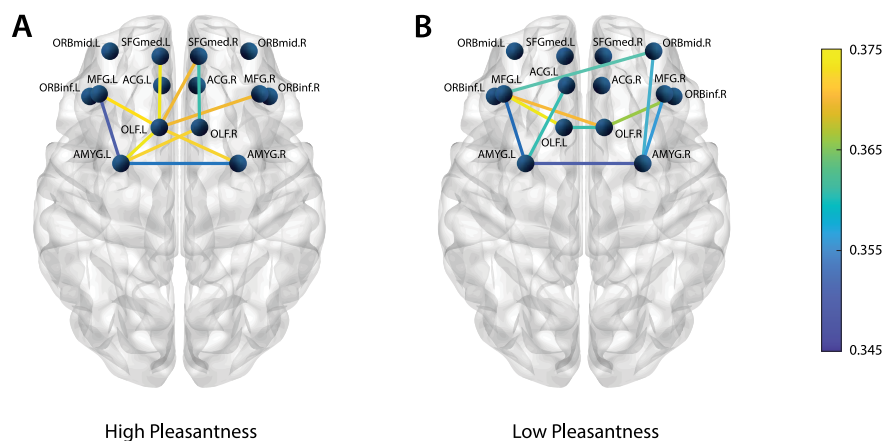 A
ORBmid.L
SFGmed.L
SFGmed.R
ORBmid.R
ORBinf.L
MFG.L
ACG.L
ACG.R
MFG.R
ORBinf.R
OLF.L
OLF.R
AMYG.L
AMYG.R
High Pleasantness
B
ORBmid.L
SFGmed.L
SFGmed.R
ORBmid.R
ORBinf.L
MFG.L
ACG.L
ACG.R
MFG.R
ORBinf.R
OLF.L
OLF.R
AMYG.L
AMYG.R
Low Pleasantness
0.375
0.365
0.355
0.345